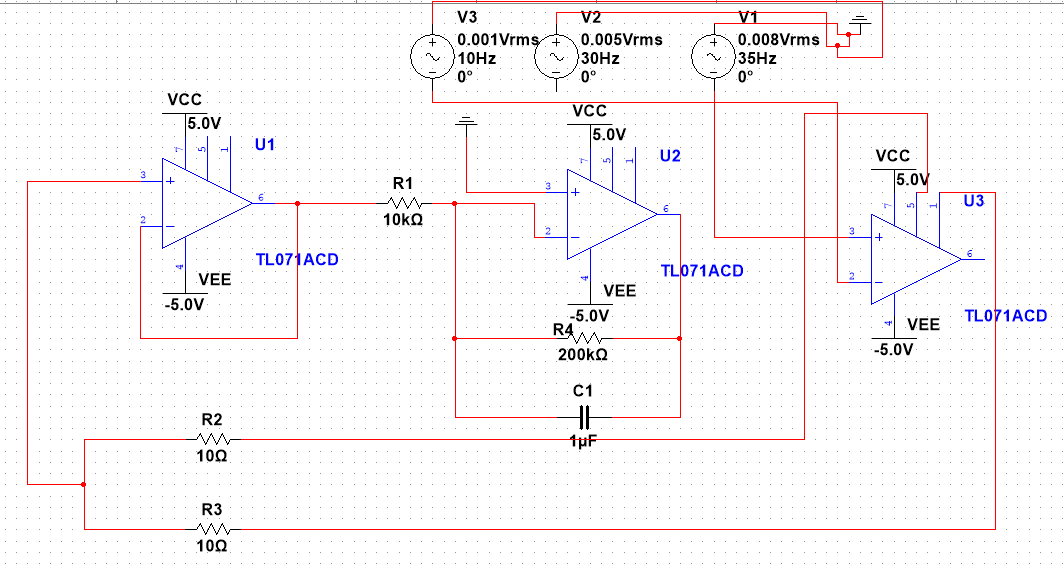 V3
0.001Vrms
10Hz
0°
V2
0.005Vrms
30Hz
0°
V1
0.008Vrms
35Hz
0°
VCC
5.0V
7
5
1
U1
3
2
6
4
TL071ACD
VEE
-5.0V
R1
10kΩ
VCC
5.0V
7
5
1
U2
3
2
6
4
TL071ACD
VEE
-5.0V
R4
200kΩ
C1
1µF
VCC
5.0V
7
5
1
U3
3
2
6
4
TL071ACD
VEE
-5.0V
R2
10Ω
R3
10Ω